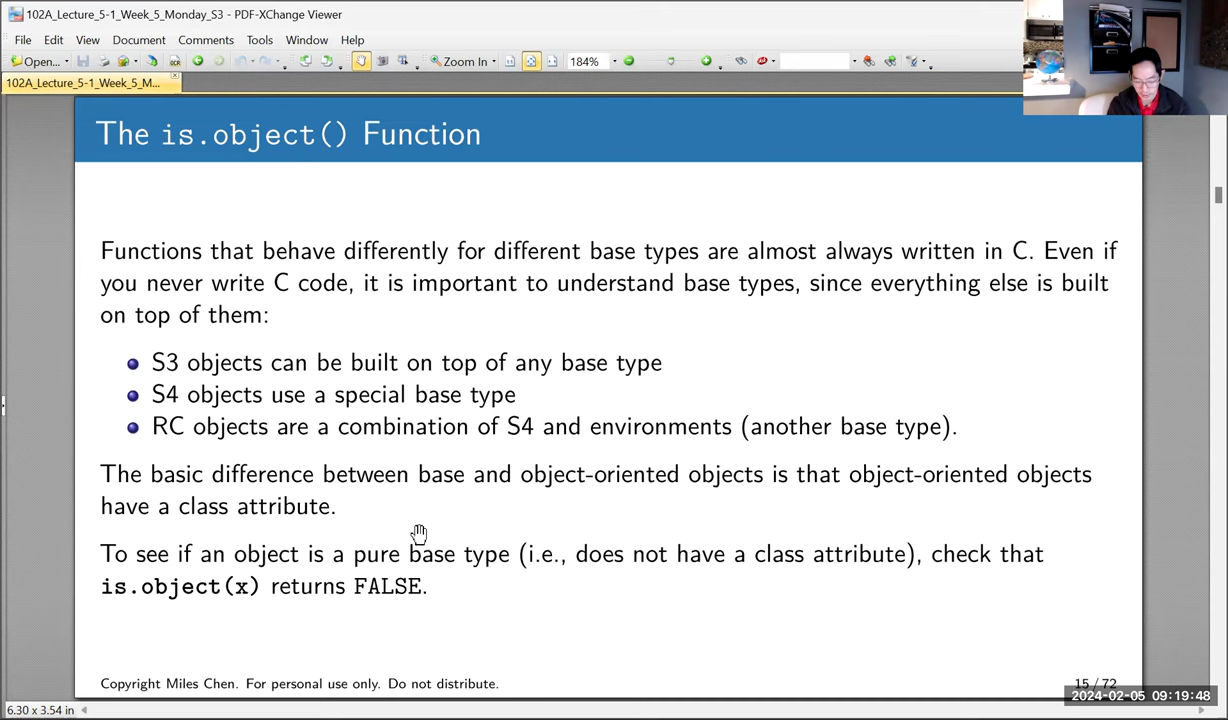 102A_Lecture_5-1_Week_5_Monday_S3 - PDF-XChange Viewer
File Edit View Document Comments Tools Window Help
Open... OCR Zoom In 184%
102A_Lecture_5-1_Week_5_M...
The is.object() Function
Functions that behave differently for different base types are almost always written in C. Even if
you never write C code, it is important to understand base types, since everything else is built
on top of them:
S3 objects can be built on top of any base type
S4 objects use a special base type
RC objects are a combination of S4 and environments (another base type).
The basic difference between base and object-oriented objects is that object-oriented objects
have a class attribute.
To see if an object is a pure base type (i.e., does not have a class attribute), check that
is.object(x) returns FALSE.
Copyright Miles Chen. For personal use only. Do not distribute.
15 / 72
2024-02-05 09:19:48
6.30 x 3.54 in